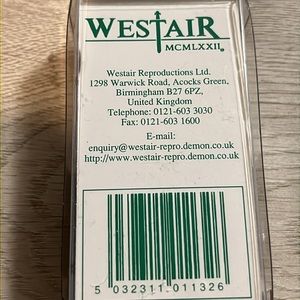 WESTAIR
MCMLXXII®
Westair Reproductions Ltd.
1298 Warwick Road, Acocks Green,
Birmingham B27 6PZ,
United Kingdom
Telephone: 0121-603 3030
Fax: 0121-603 1600
E-mail:
enquiry@westair-repro.demon.co.uk
http://www.westair-repro.demon.co.uk
5 032311 011326